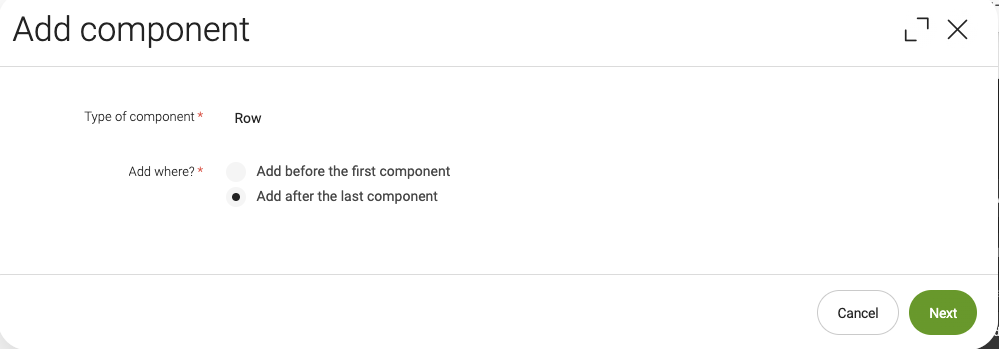 Add component
Type of component * Row
Add where? * Add before the first component
Add after the last component
Cancel Next